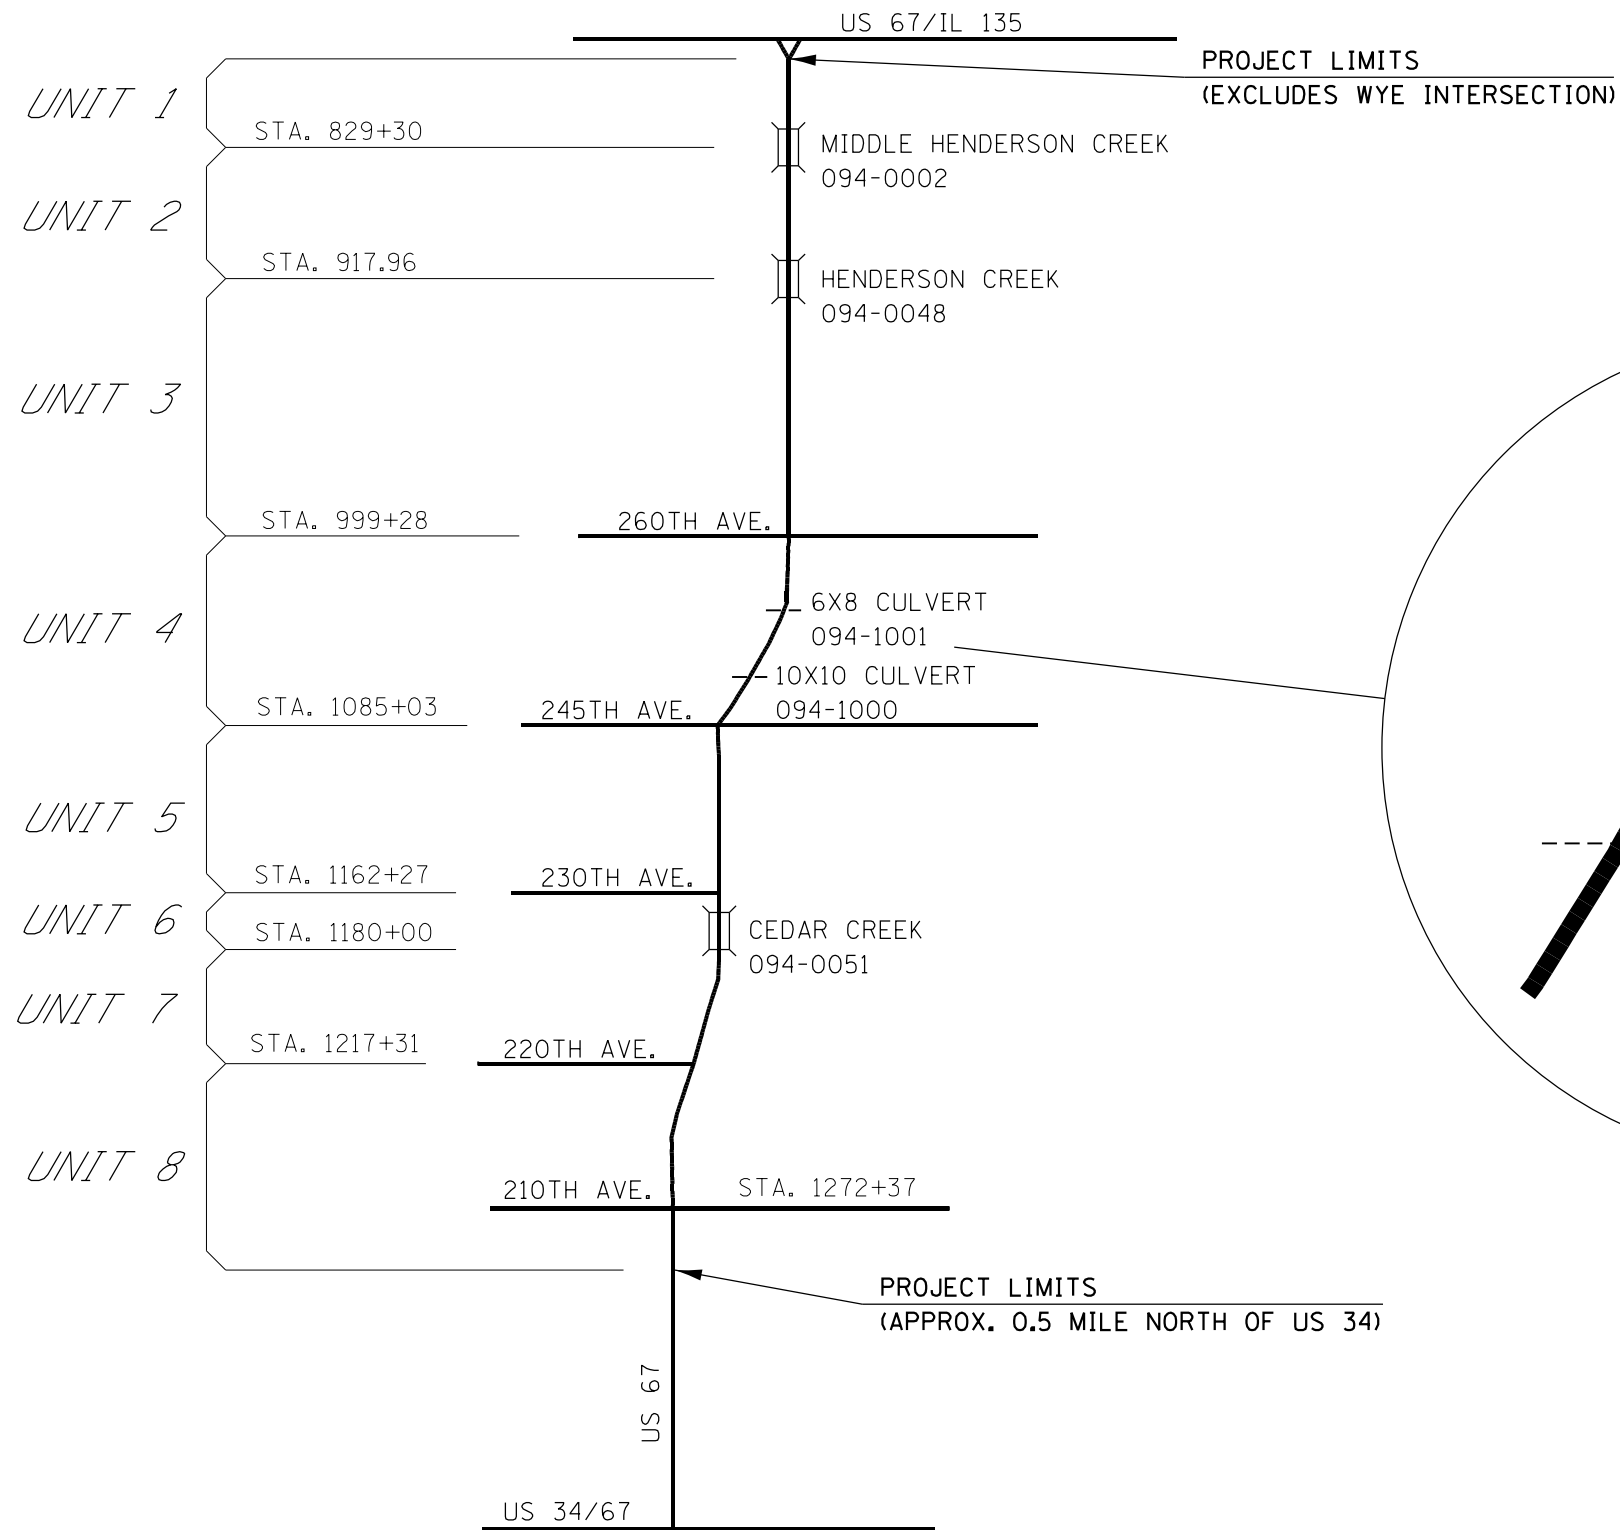 US 67/IL 135
PROJECT LIMITS
(EXCLUDES WYE INTERSECTION)
UNIT 1
STA. 829+30
MIDDLE HENDERSON CREEK
094-0002
UNIT 2
STA. 917.96
HENDERSON CREEK
094-0048
UNIT 3
STA. 999+28
260TH AVE.
6X8 CULVERT
094-1001
UNIT 4
10X10 CULVERT
094-1000
STA. 1085+03
245TH AVE.
UNIT 5
STA. 1162+27
230TH AVE.
UNIT 6
STA. 1180+00
CEDAR CREEK
094-0051
UNIT 7
STA. 1217+31
220TH AVE.
UNIT 8
210TH AVE.
STA. 1272+37
PROJECT LIMITS
(APPROX. 0.5 MILE NORTH OF US 34)
US 67
US 34/67